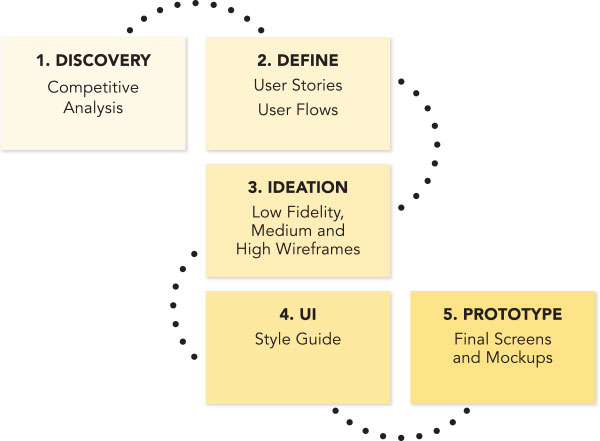 1. DISCOVERY
Competitive
Analysis
2. DEFINE
User Stories
User Flows
3. IDEATION
Low Fidelity,
Medium and
High Wireframes
4. UI
Style Guide
5. PROTOTYPE
Final Screens
and Mockups